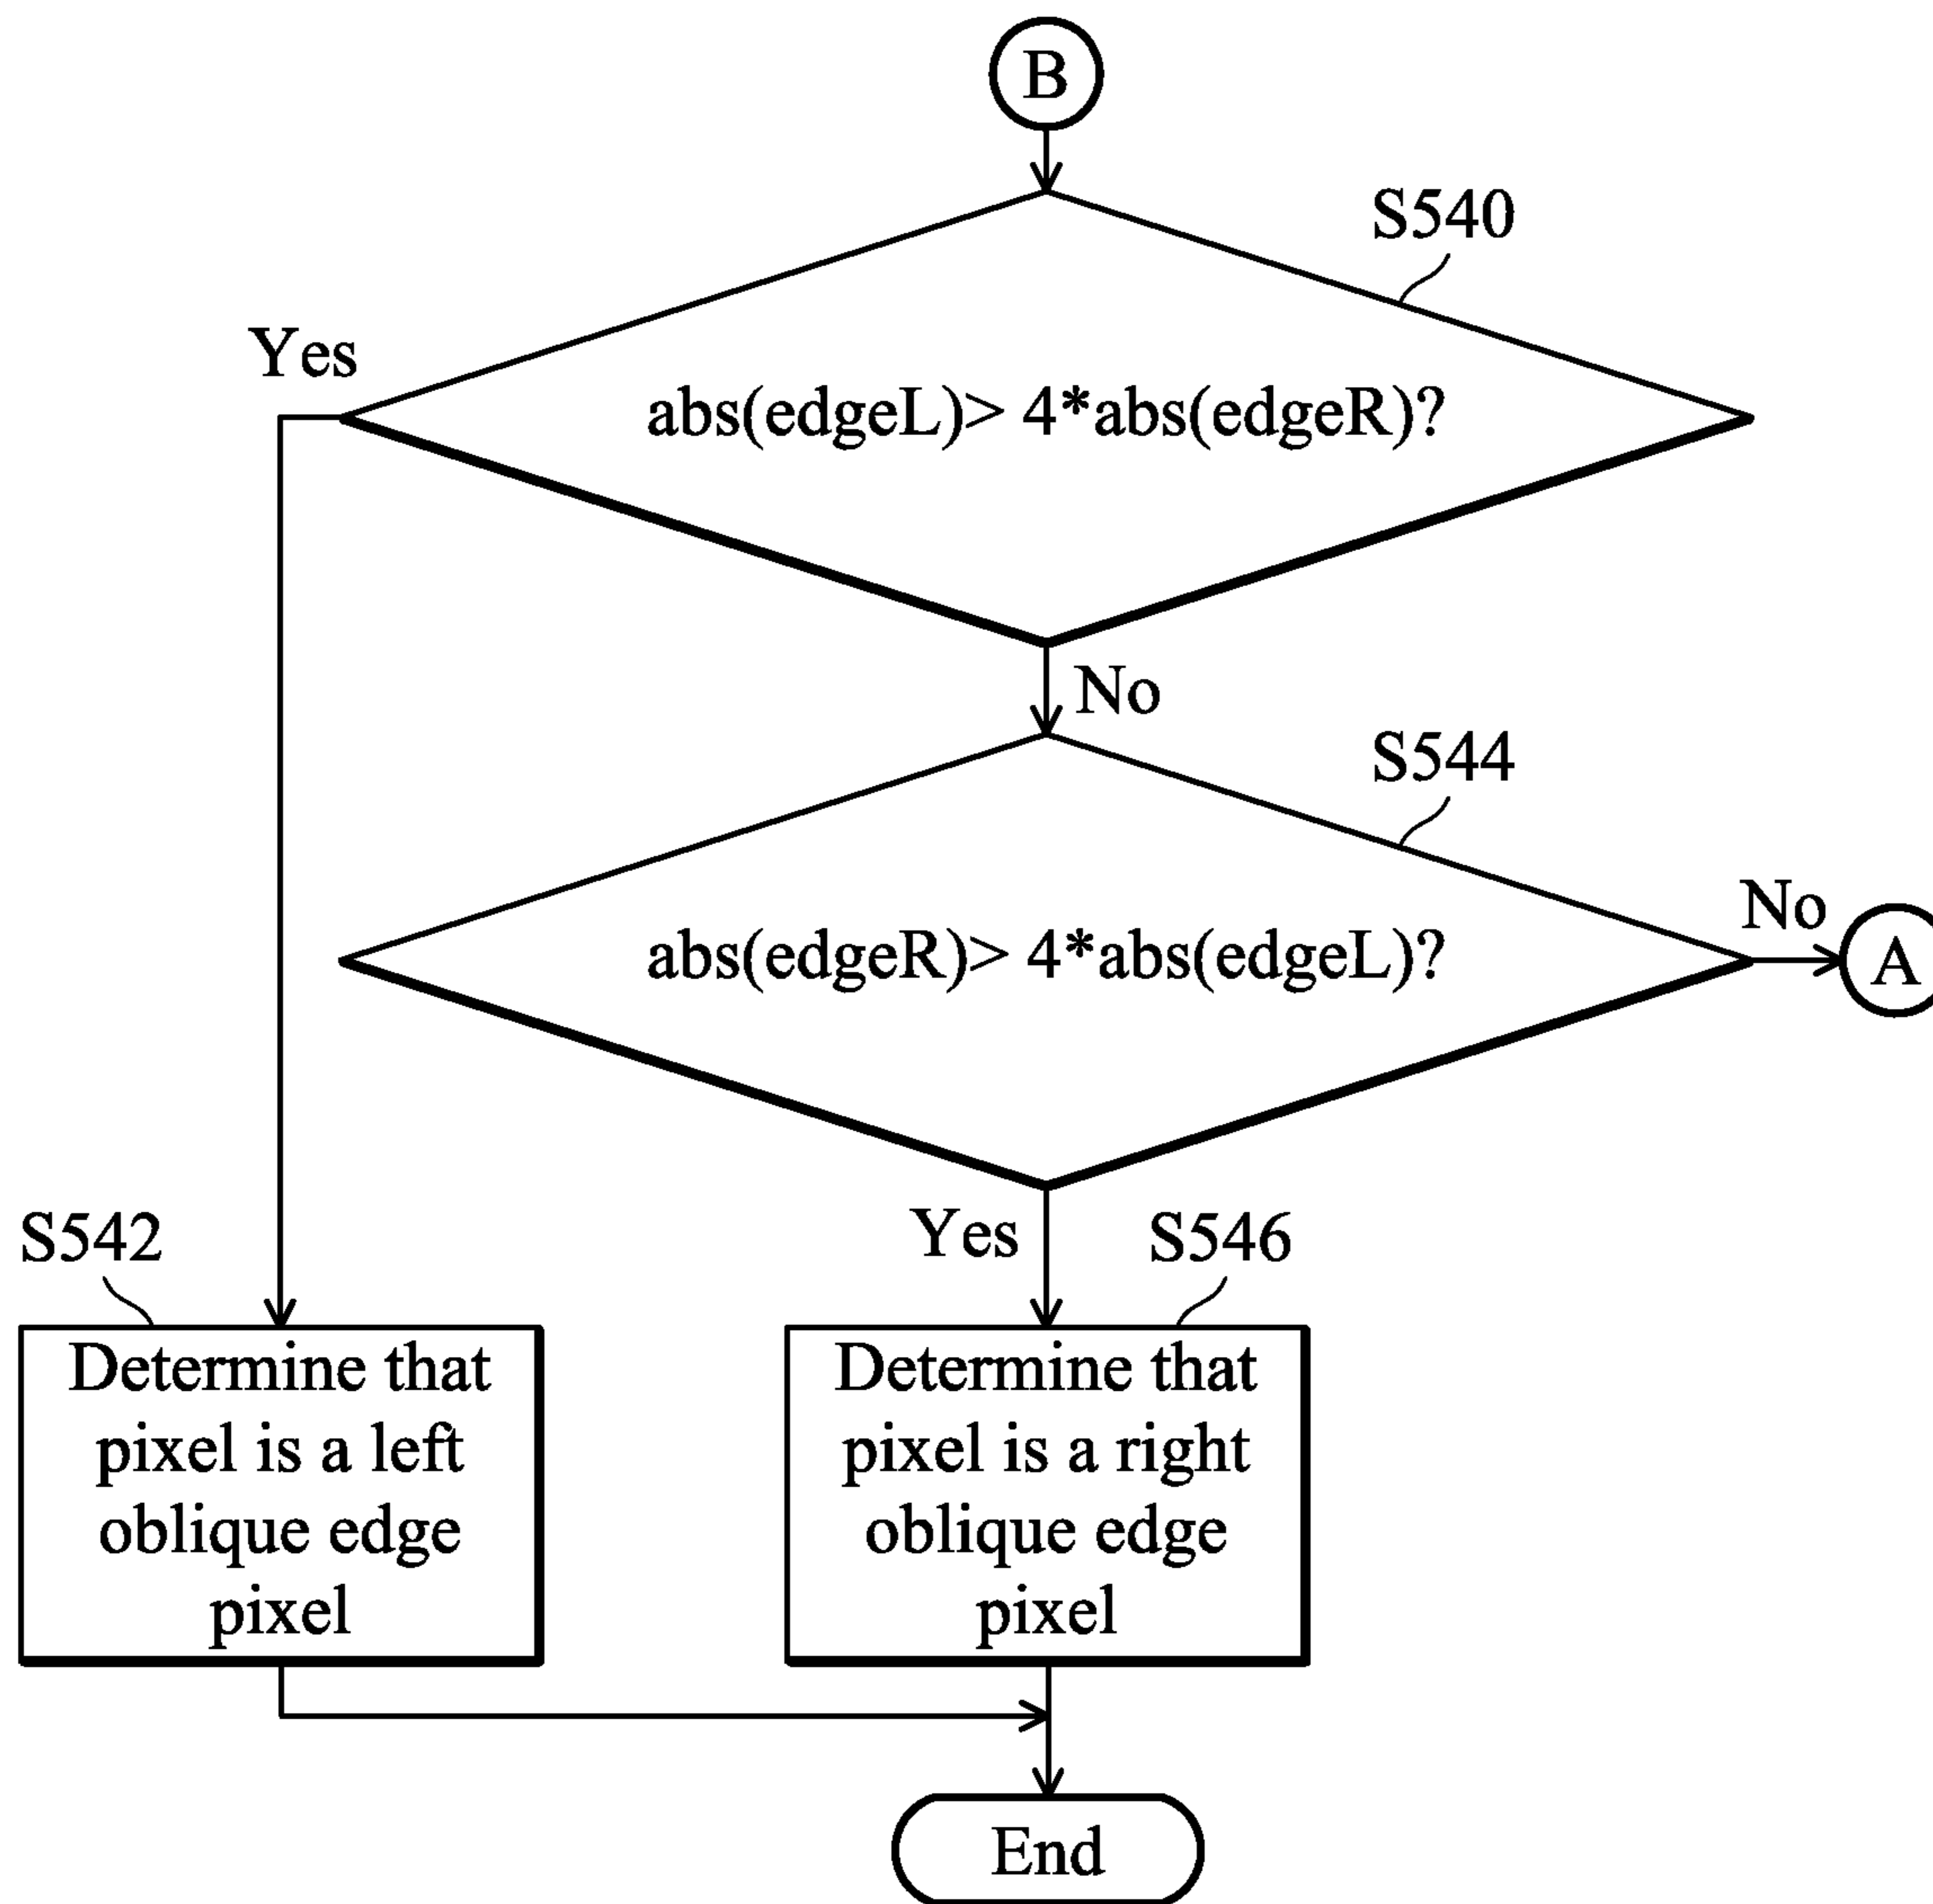 B
S540
Yes
abs(edgeL)> 4*abs(edgeR)?
No
S544
No
abs(edgeR)> 4*abs(edgeL)?
A
S542
Yes
S546
Determine that
pixel is a left
oblique edge
pixel
Determine that
pixel is a right
oblique edge
pixel
End